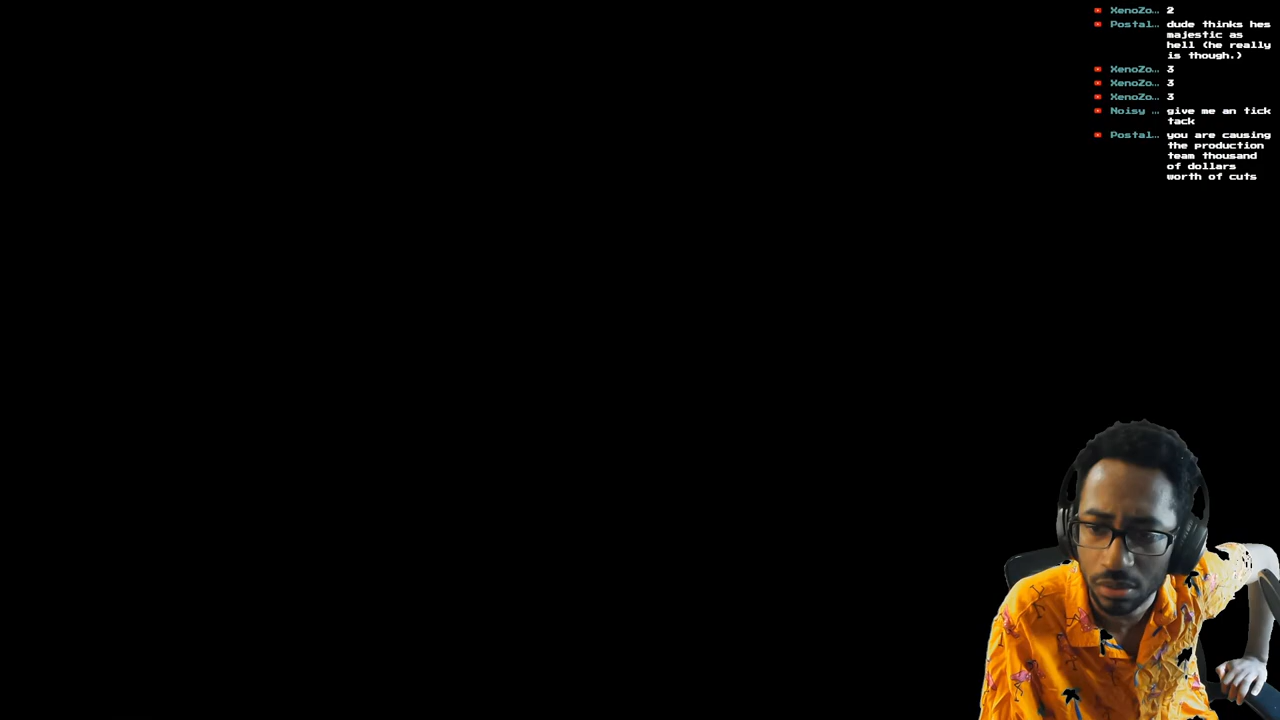 XenoZo… 2
Postal… dude thinks hes
majestic as
hell (he really
is though.)
XenoZo… 3
XenoZo… 3
XenoZo… 3
Noisy … give me an tick
tack
Postal… you are causing
the production
team thousand
of dollars
worth of cuts